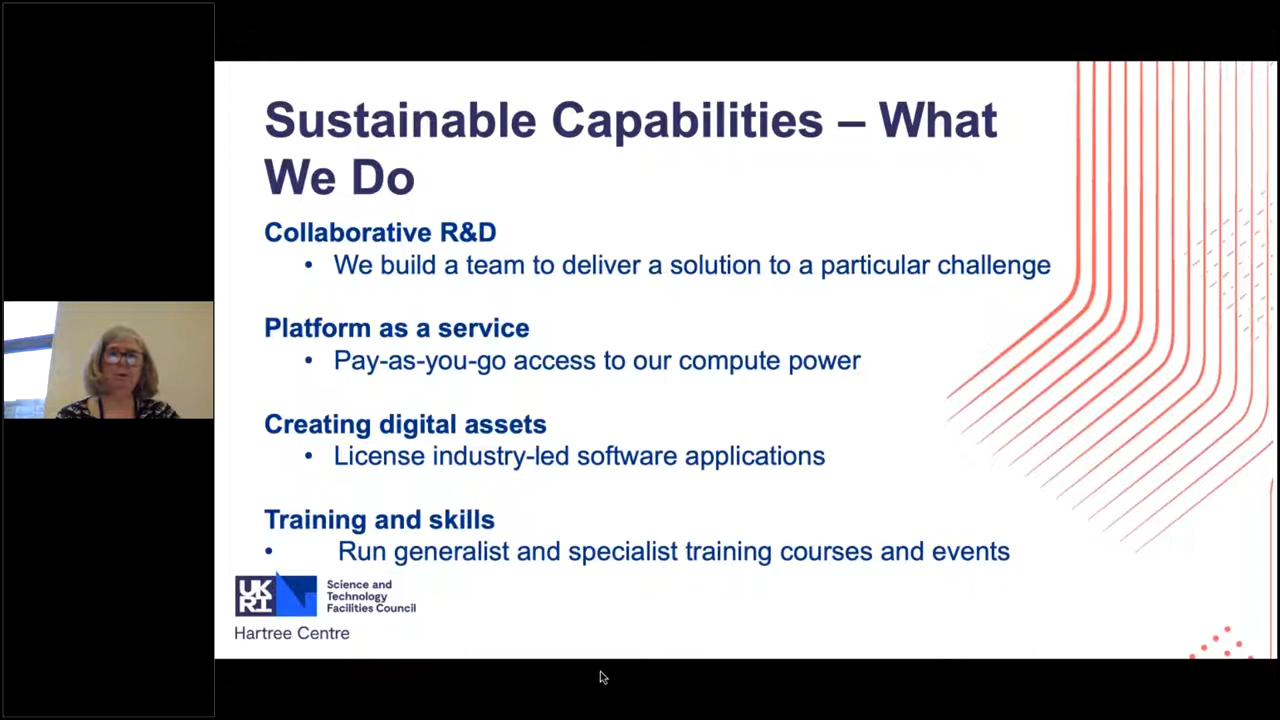 Sustainable Capabilities – What
We Do
Collaborative R&D
• We build a team to deliver a solution to a particular challenge
Platform as a service
• Pay-as-you-go access to our compute power
Creating digital assets
• License industry-led software applications
Training and skills
• Run generalist and specialist training courses and events
UK
RI
Science and
Technology
Facilities Council
Hartree Centre